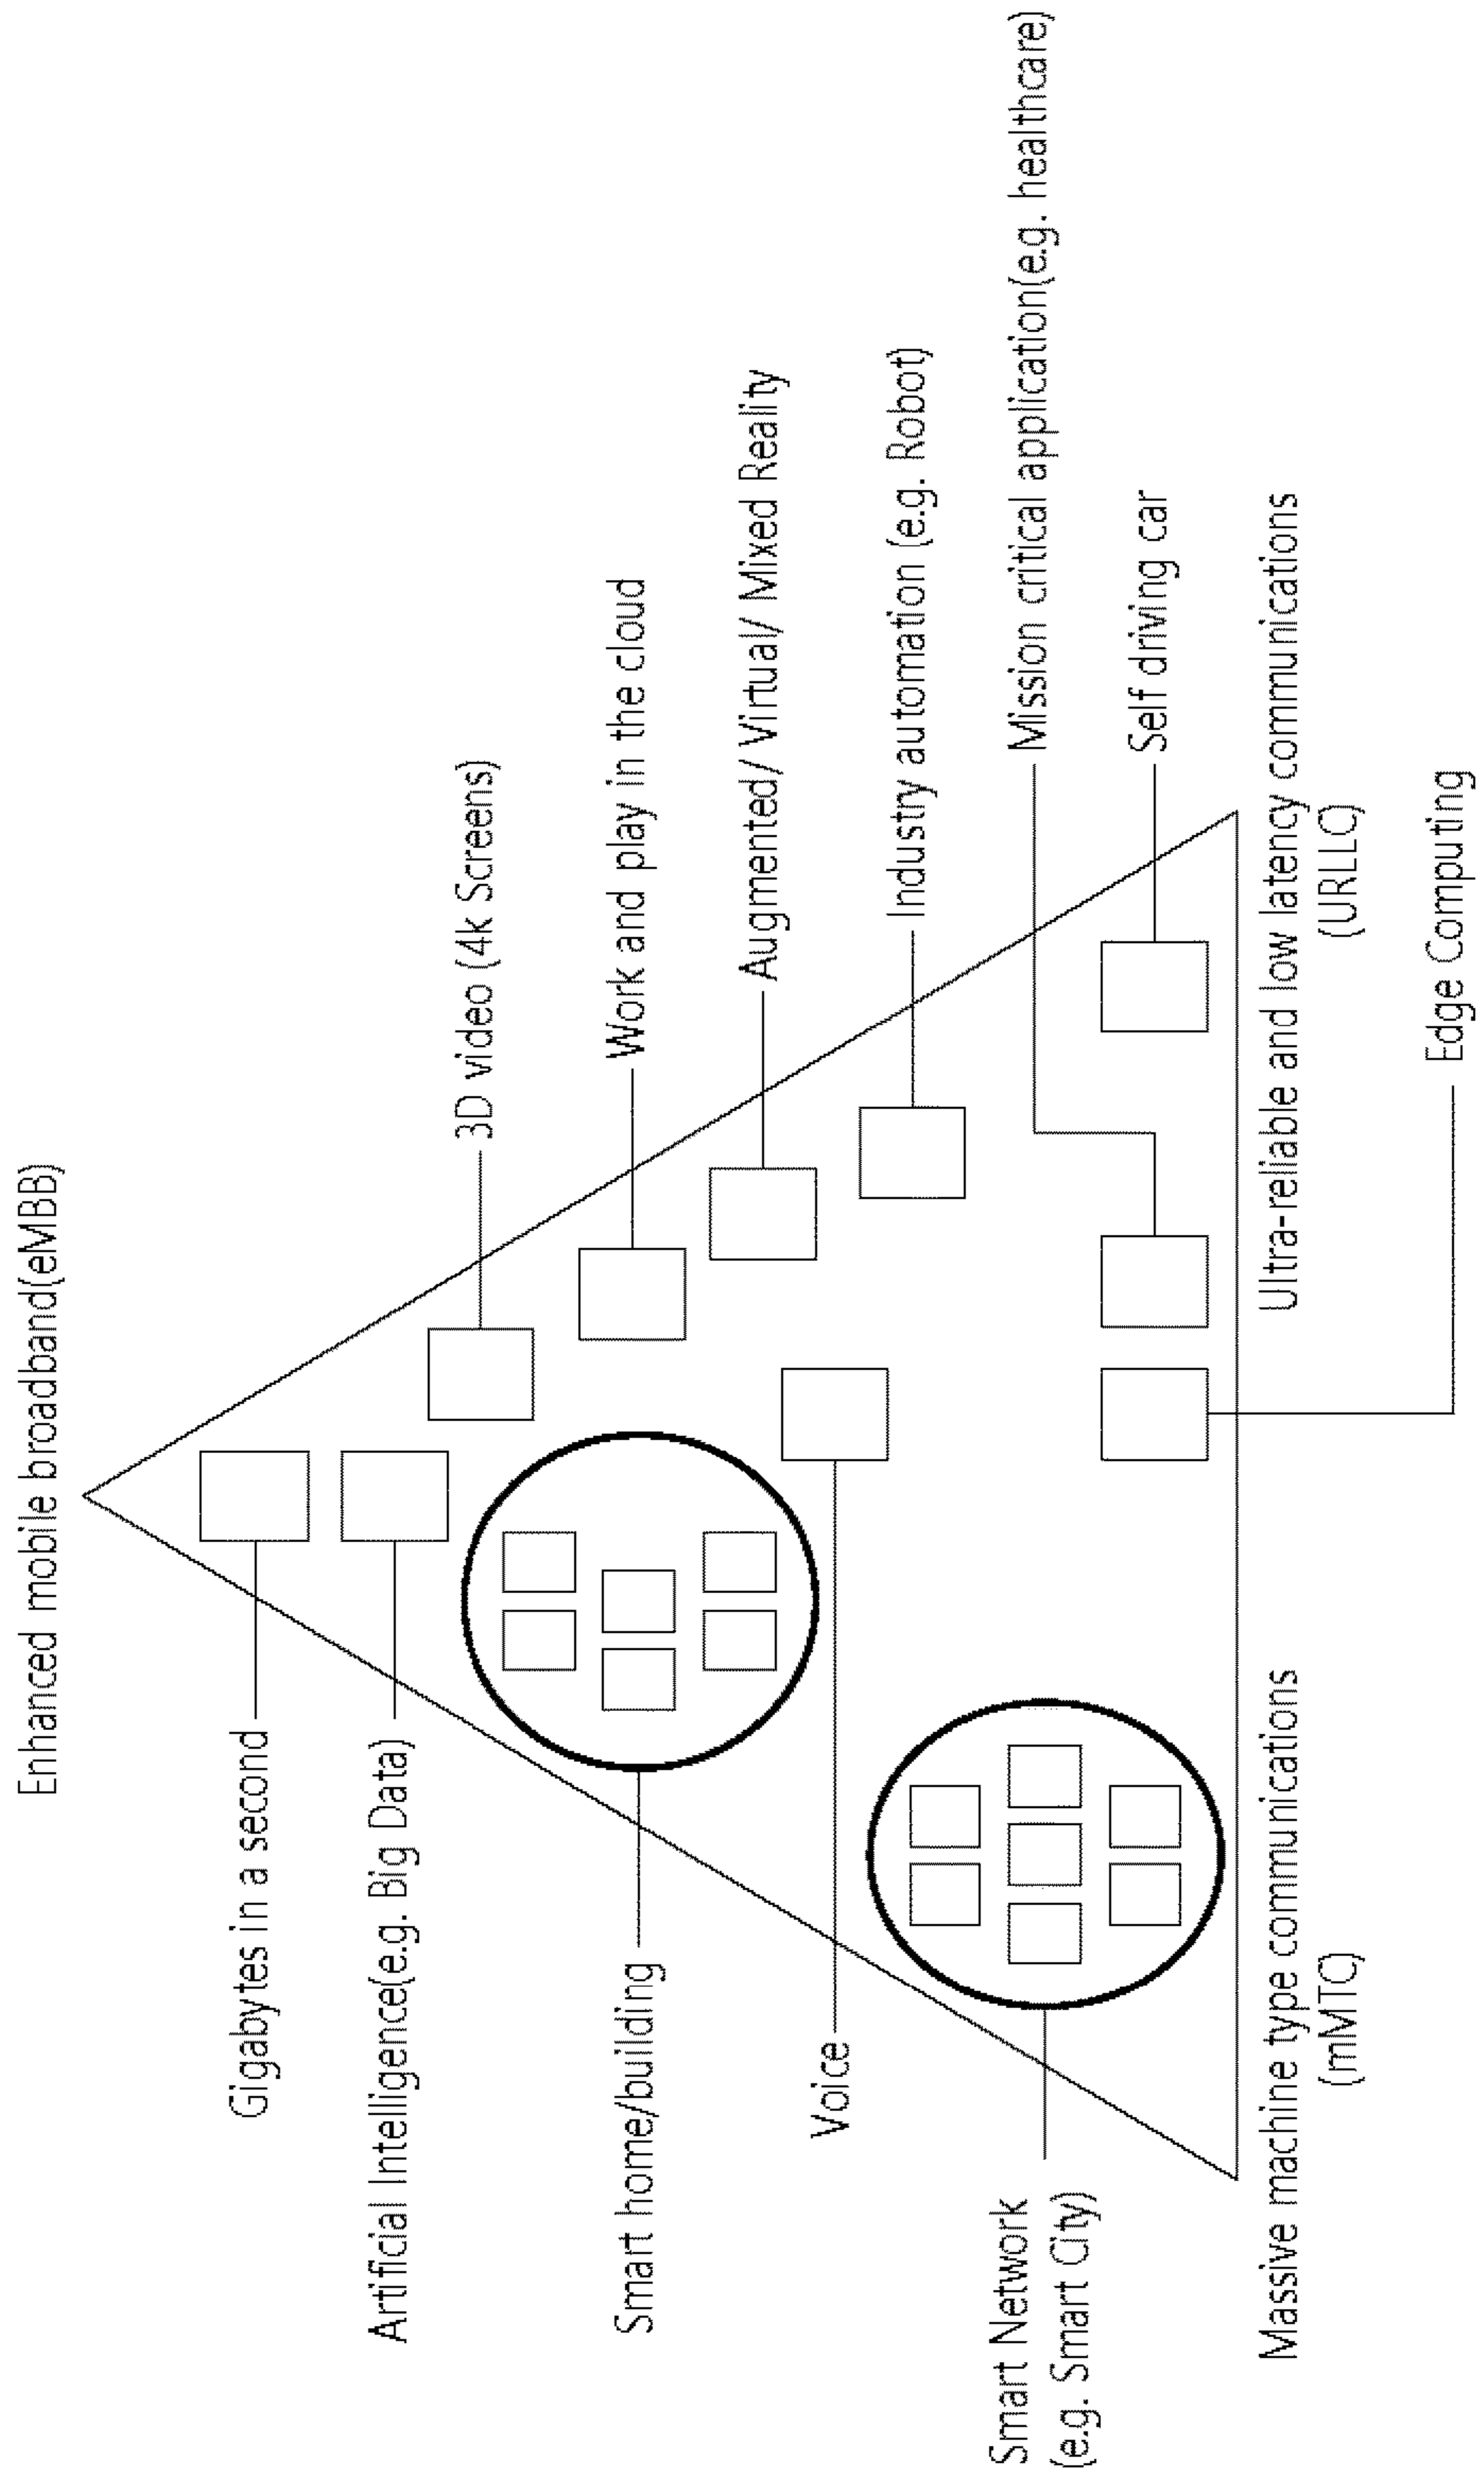 Enhanced mobile broadband(eMBB)
Gigabytes in a second
Artificial Intelligence(e.g. Big Data)
3D video (4k Screens)
Smart home/building
Work and play in the cloud
Augmented/ Virtual/ Mixed Reality
Voice
Industry automation (e.g. Robot)
Smart Network
(e.g. Smart City)
Mission critical application(e.g. healthcare)
Self driving car
Massive machine type communications
(mMTC)
Ultra-reliable and low latency communications
(URLLC)
Edge Computing